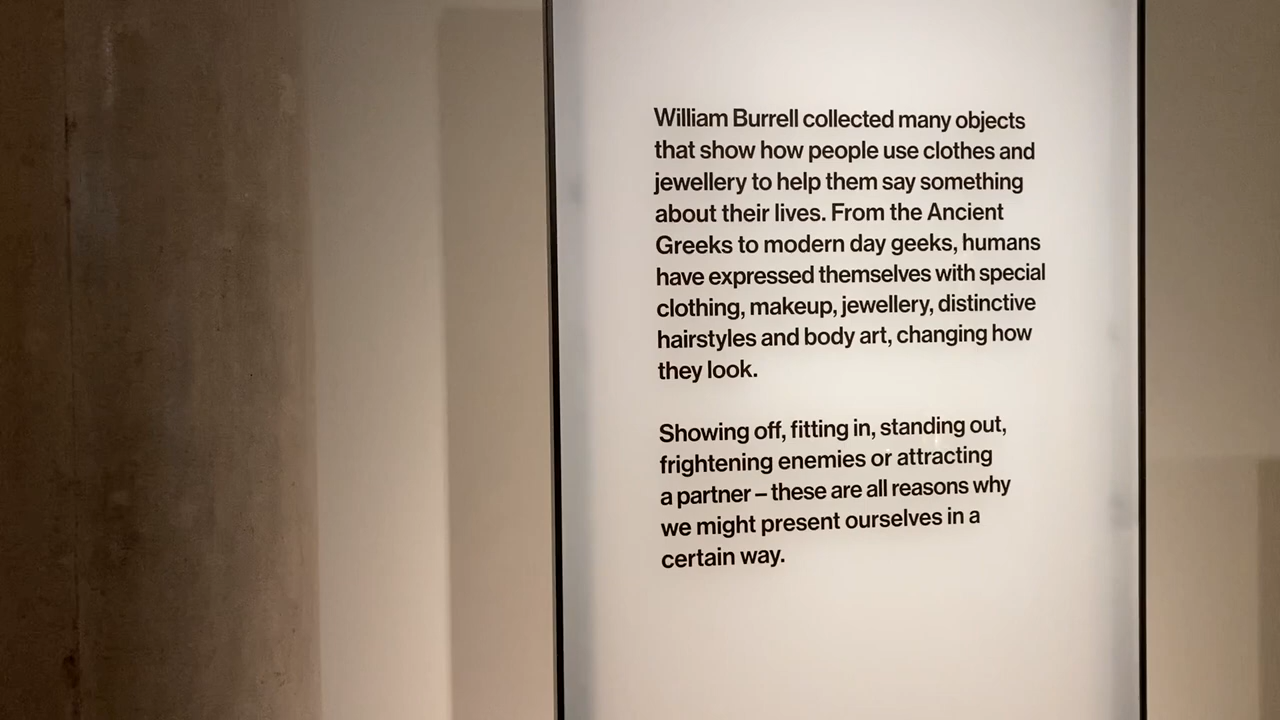 William Burrell collected many objects
that show how people use clothes and
jewellery to help them say something
about their lives. From the Ancient
Greeks to modern day geeks, humans
have expressed themselves with special
clothing, makeup, jewellery, distinctive
hairstyles and body art, changing how
they look.
Showing off, fitting in, standing out,
frightening enemies or attracting
a partner – these are all reasons why
we might present ourselves in a
certain way.